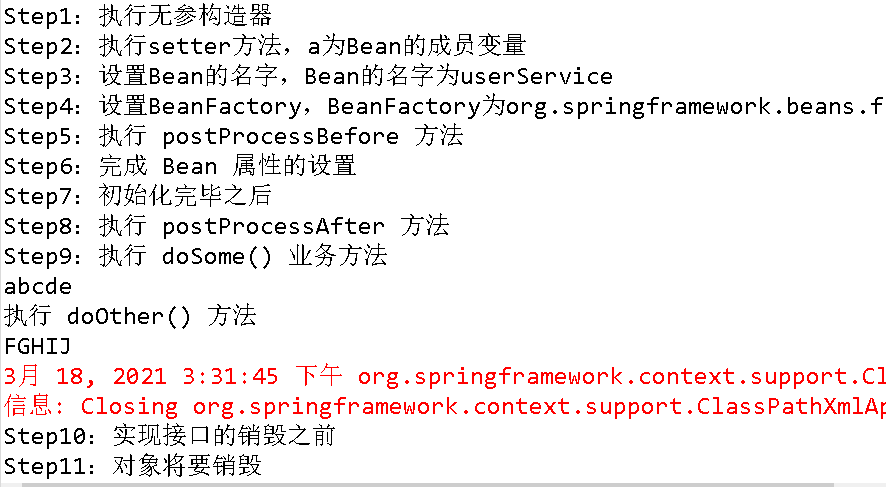 Step1：执行无参构造器
Step2：执行setter方法，a为Bean的成员变量
Step3：设置Bean的名字，Bean的名字为userService
Step4：设置BeanFactory，BeanFactory为org.springframework.beans.f
Step5：执行 postProcessBefore 方法
Step6：完成 Bean 属性的设置
Step7：初始化完毕之后
Step8：执行 postProcessAfter 方法
Step9：执行 doSome() 业务方法
abcde
执行 doOther() 方法
FGHIJ
3月 18, 2021 3:31:45 下午 org.springframework.context.support.Cl
信息: Closing org.springframework.context.support.ClassPathXmlAp
Step10：实现接口的销毁之前
Step11：对象将要销毁